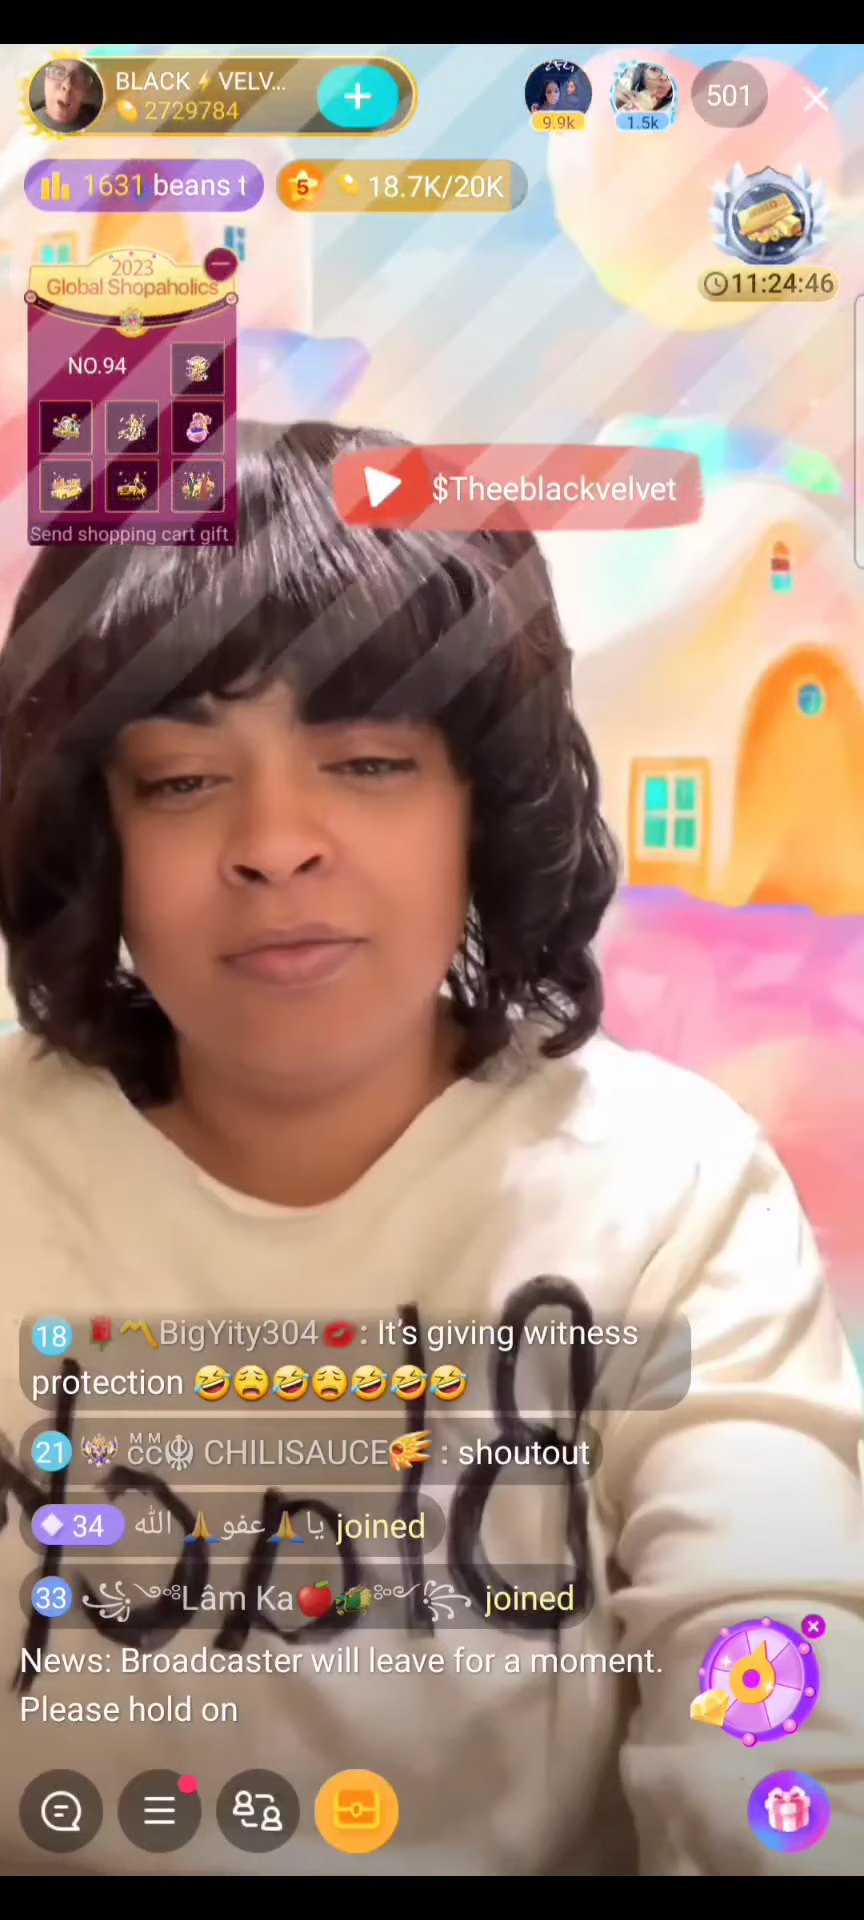 BLACK⚡VELV...
2729784
9.9k
1.5k
501
1631 beans t
5 18.7K/20K
11:24:46
2023
Global Shopaholics
NO.94
Send shopping cart gift
$Theeblackvelvet
18 🌹〽️BigYity304💋: It's giving witness
protection 🤣😩🤣😩🤣🤣🤣
21 CHILISAUCE : shoutout
34 يا🙏عفو🙏الله joined
33 Lâm Ka🍎 joined
News: Broadcaster will leave for a moment.
Please hold on